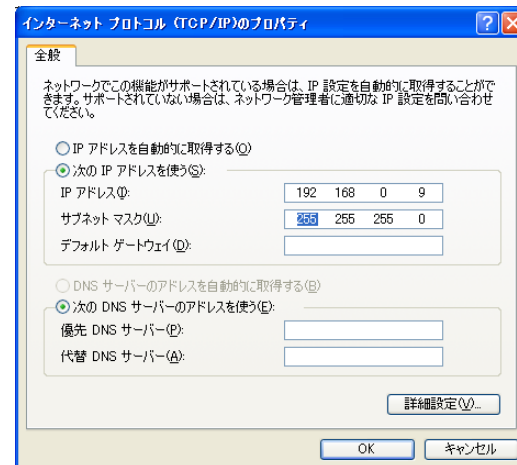 インターネット プロトコル (TCP/IP)のプロパティ
全般
ネットワークでこの機能がサポートされている場合は、IP 設定を自動的に取得することがで
きます。サポートされていない場合は、ネットワーク管理者に適切な IP 設定を問い合わせ
てください。
IP アドレスを自動的に取得する(O)
次の IP アドレスを使う(S):
IP アドレス(I): 192 168 0 9
サブネット マスク(U): 255 255 255 0
デフォルト ゲートウェイ(D):
DNS サーバーのアドレスを自動的に取得する(B)
次の DNS サーバーのアドレスを使う(E):
優先 DNS サーバー(P):
代替 DNS サーバー(A):
詳細設定(V)...
OK キャンセル